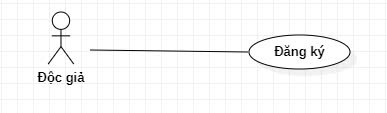 Độc giả
Đăng ký